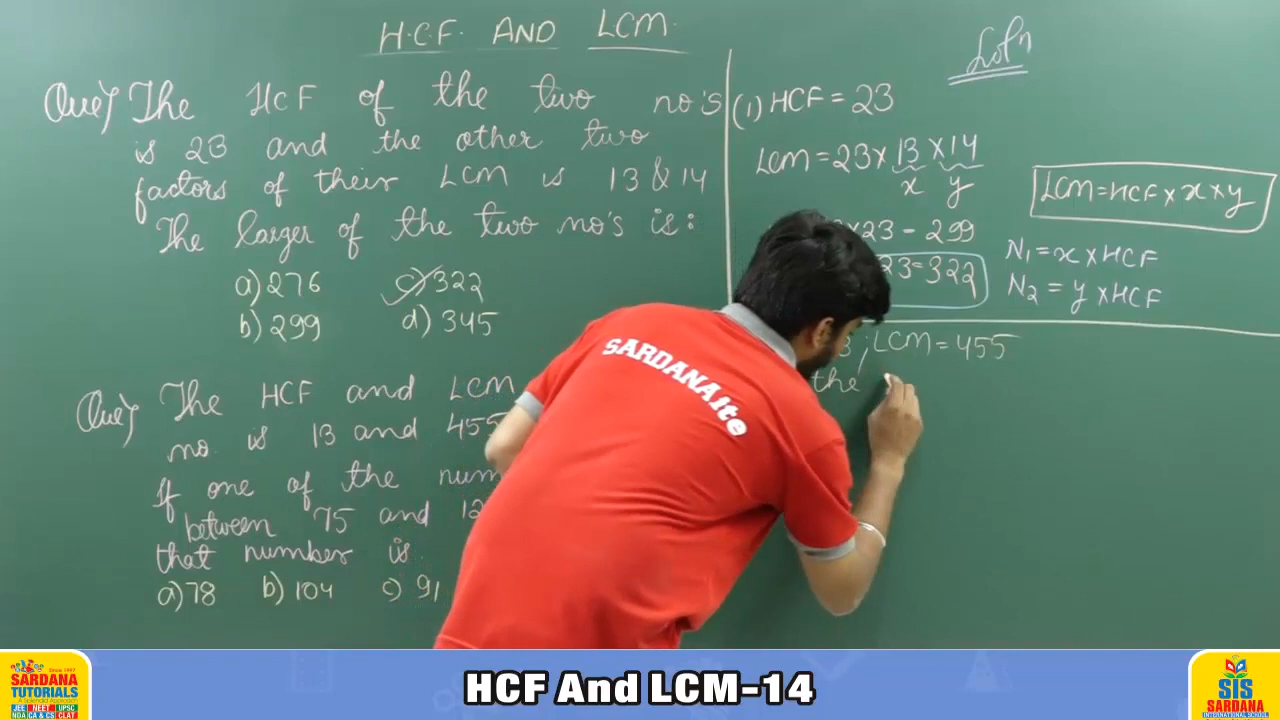 H.C.F. AND LCM.
Que) The HCF of the two no's
is 23 and the other two
factors of their LCM is 13 & 14
The larger of the two no's is:
a) 276 c) 322
b) 299 d) 345
Que) The HCF and LCM
no. is 13 and 455
If one of the num
between 75 and 12
that number is.
a) 78 b) 104 c) 91
Solⁿ
(1) HCF = 23
LCM = 23 × 13 × 14
x y
×23 - 299
23 = 322
LCM = HCF × x × y
N₁ = x × HCF
N₂ = y × HCF
3 ; LCM = 455
the
SARDANAIte
Since 1997
SARDANA
TUTORIALS
A Splendid Approach
JEE NEET UPSC
NDA CA & CS CLAT
HCF And LCM-14
SIS
SARDANA
INTERNATIONAL SCHOOL